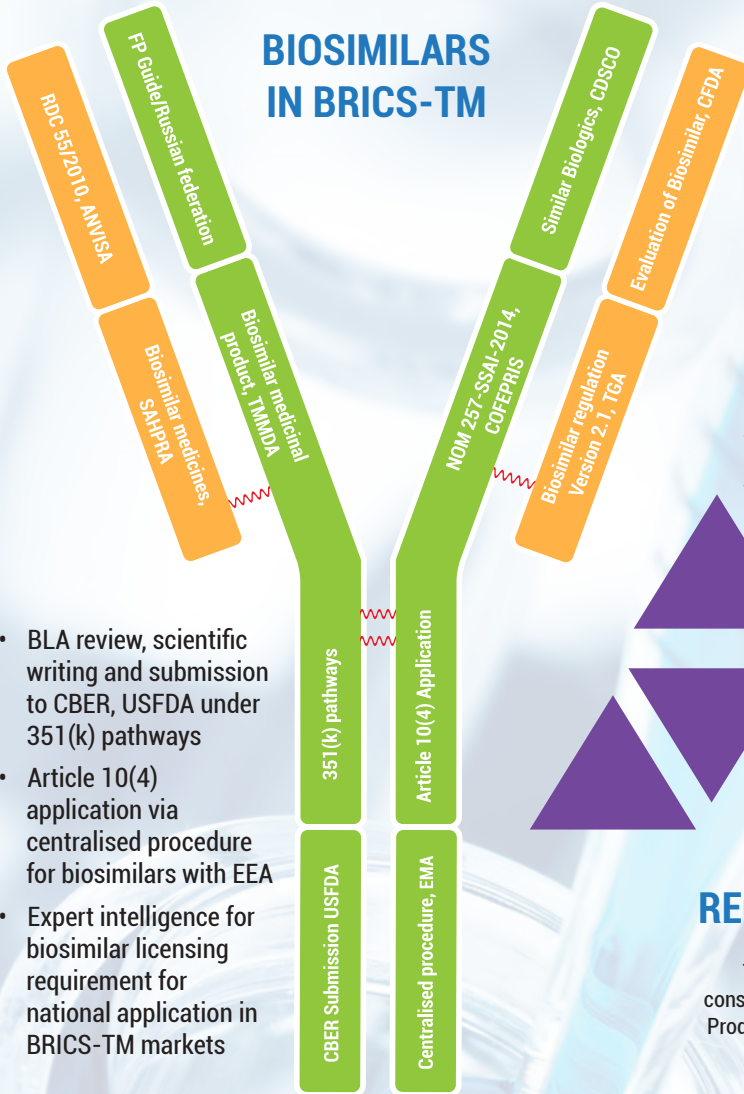 BIOSIMILARS
IN BRICS-TM
RDC 55/2010, ANVISA
FP Guide/Russian federation
Similar Biologics, CDSCO
Evaluation of Biosimilar, CFDA
Biosimilar medicines,
SAHPRA
Biosimilar medicinal
product, TMMDA
NOM 257-SSAI-2014,
COFEPRIS
Biosimilar regulation
Version 2.1, TGA
351(k) pathways
Article 10(4) Application
CBER Submission USFDA
Centralised procedure, EMA
• BLA review, scientific
writing and submission
to CBER, USFDA under
351(k) pathways
• Article 10(4)
application via
centralised procedure
for biosimilars with EEA
• Expert intelligence for
biosimilar licensing
requirement for
national application in
BRICS-TM markets
RE
cons
Prod